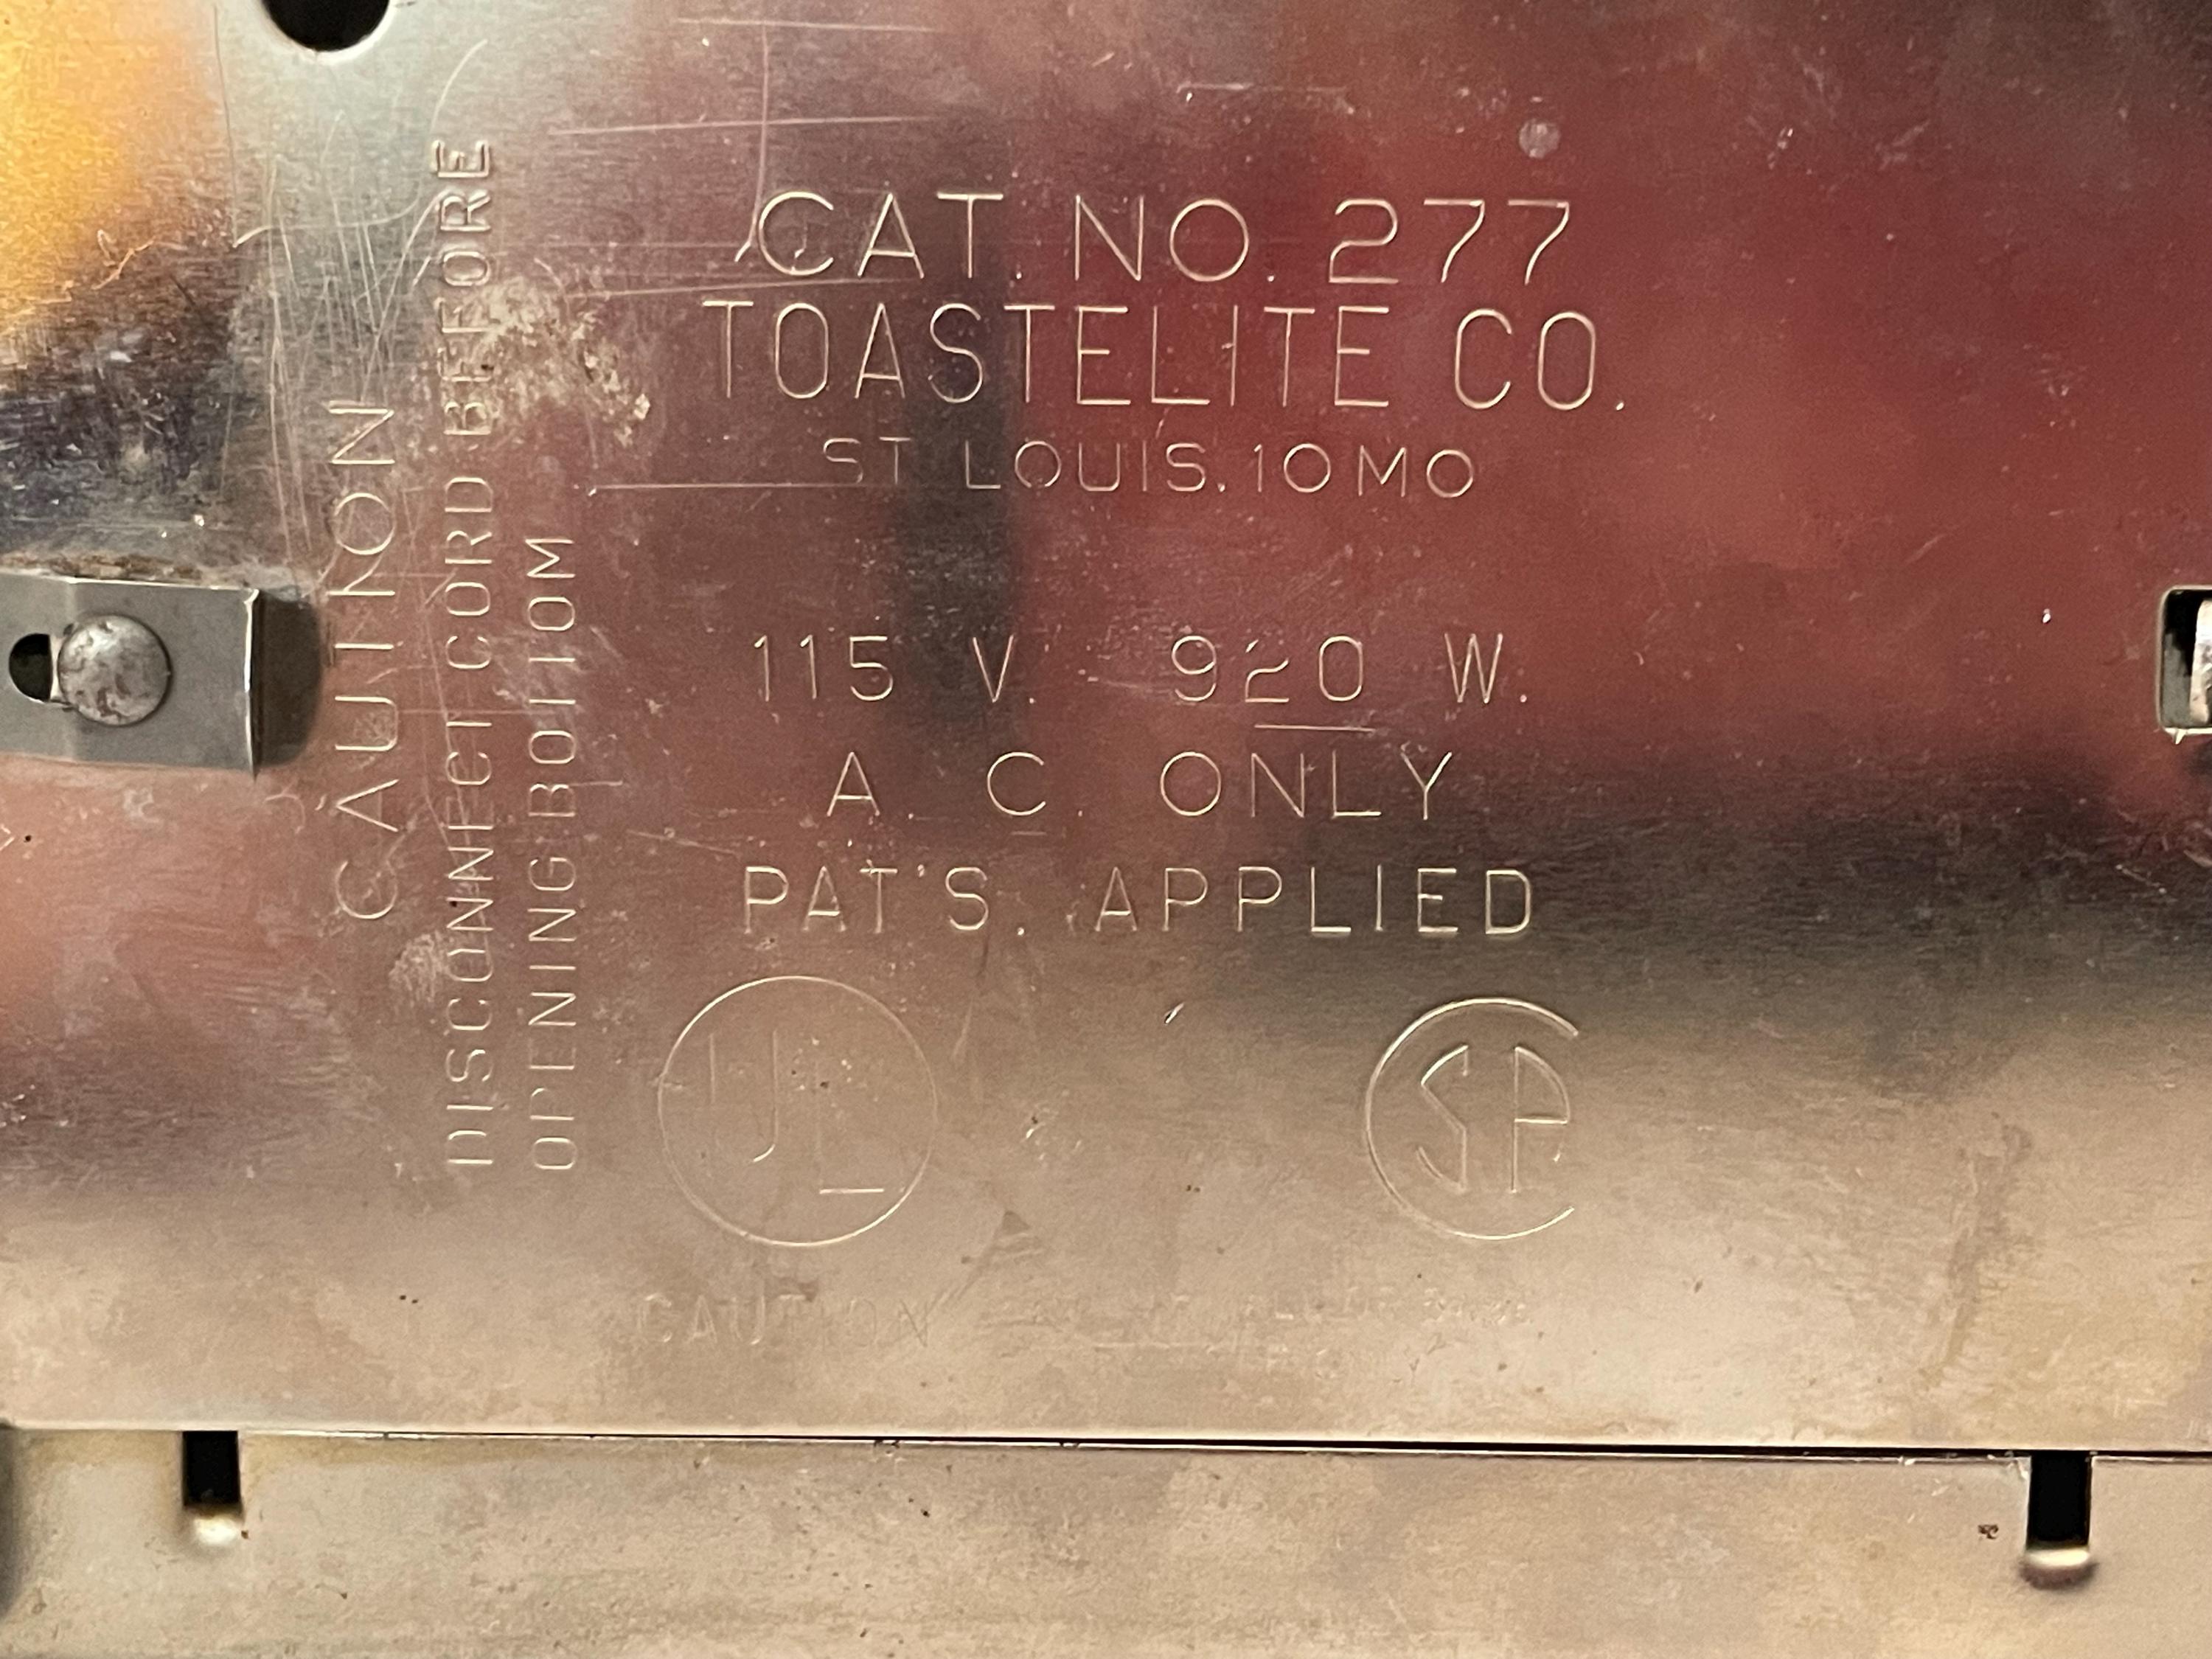 CAUTION
DISCONNECT CORD BEFORE
OPENING BOTTOM
CAT. NO. 277
TOASTELITE CO.
ST LOUIS. 10 MO
115 V. 920 W.
A. C. ONLY
PAT'S. APPLIED
UL
CSA
CAUTION